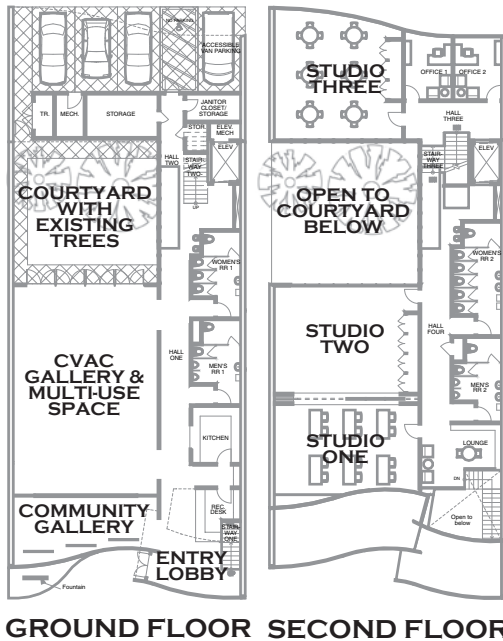 NO PARKING
ACCESSIBLE
VAN PARKING
TR.
MECH.
STORAGE
JANITOR
CLOSET/
STORAGE
STOR.
ELEV.
MECH
ELEV
HALL
TWO
STAIR-
WAY
TWO
UP
COURTYARD
WITH
EXISTING
TREES
WOMEN'S
RR 1
CVAC
GALLERY &
MULTI-USE
SPACE
HALL
ONE
MEN'S
RR 1
KITCHEN
COMMUNITY
GALLERY
REC.
DESK
STAIR-
WAY
ONE
ENTRY
LOBBY
Fountain
GROUND FLOOR
STUDIO
THREE
OFFICE 1
OFFICE 2
HALL
THREE
STAIR-
WAY
THREE
ELEV
OPEN TO
COURTYARD
BELOW
WOMEN'S
RR 2
STUDIO
TWO
HALL
FOUR
MEN'S
RR 2
STUDIO
ONE
LOUNGE
DN
Open to
below
SECOND FLOOR